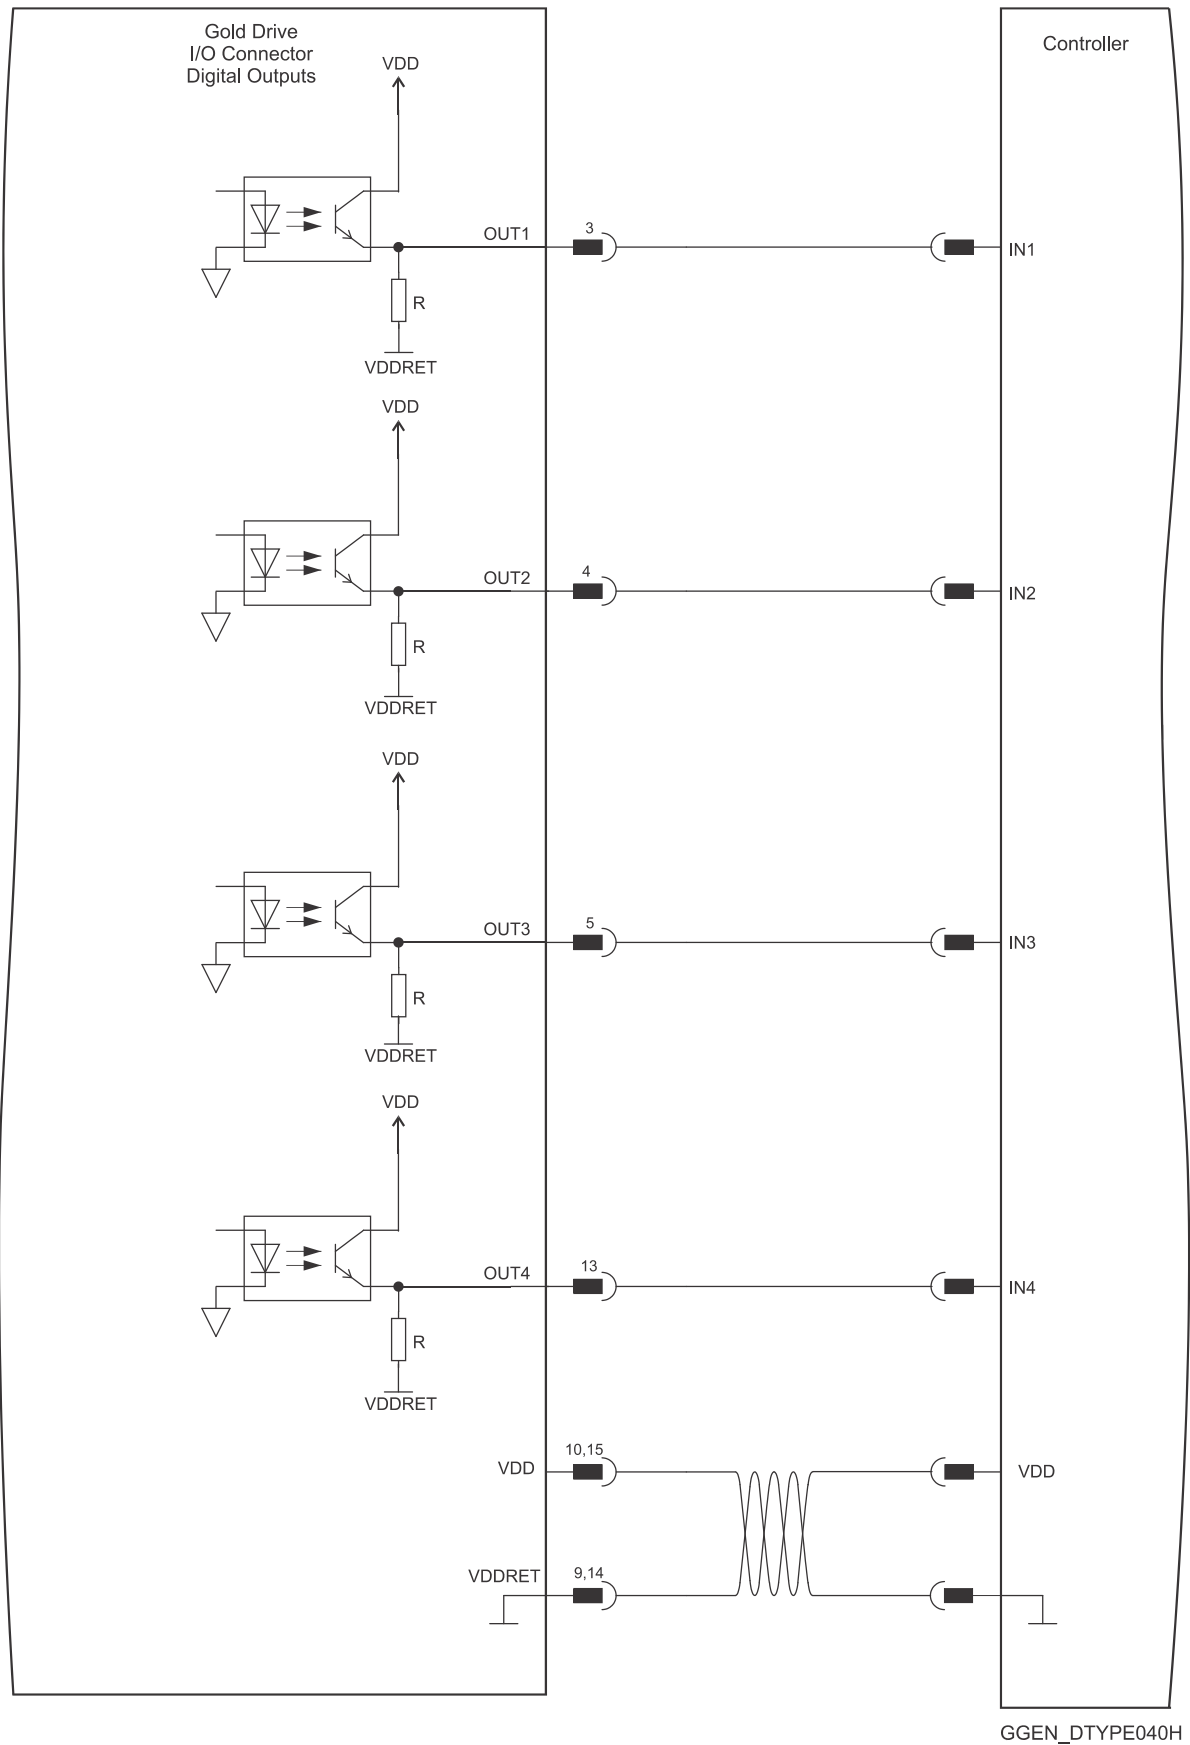 Gold Drive
I/O Connector
Digital Outputs
Controller
VDD
OUT1
3
IN1
R
VDDRET
VDD
OUT2
4
IN2
R
VDDRET
VDD
OUT3
5
IN3
R
VDDRET
VDD
OUT4
13
IN4
R
VDDRET
VDD
10,15
VDD
VDDRET
9,14
GGEN_DTYPE040H